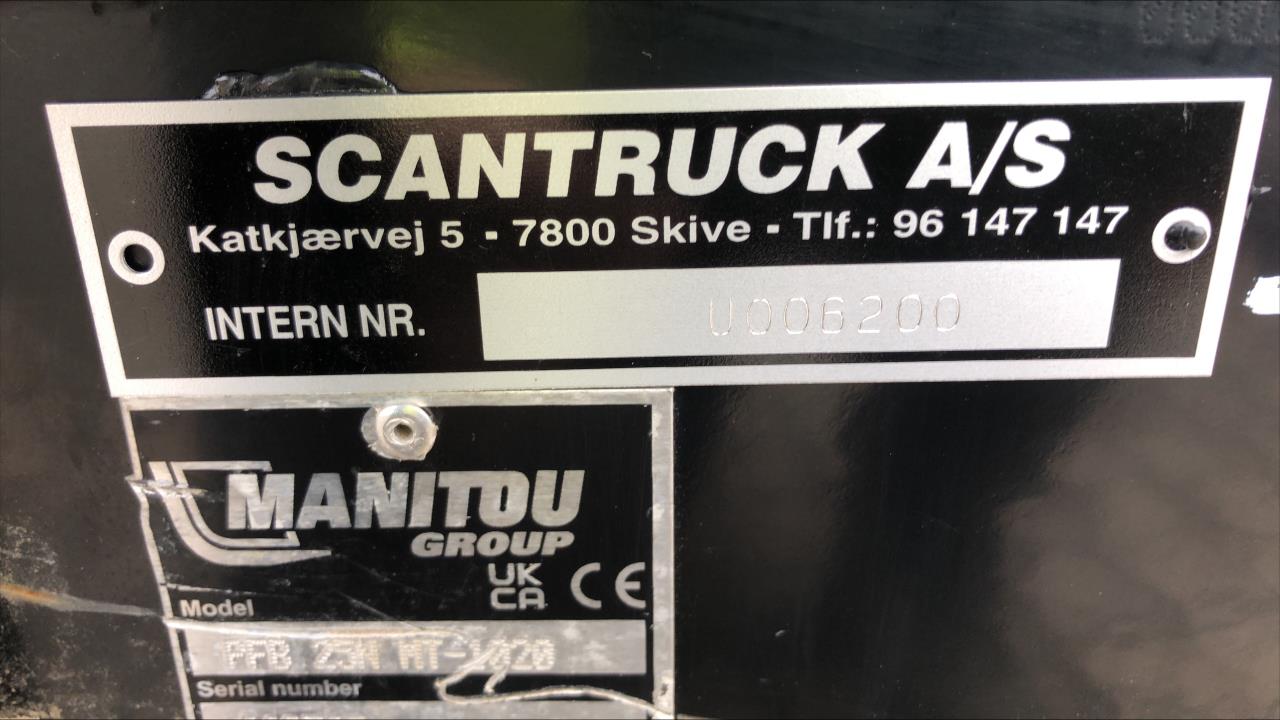 SCANTRUCK A/S
Katkjærvej 5 - 7800 Skive - Tlf.: 96 147 147
INTERN NR. U006200
MANITOU
GROUP
UK
CA CE
Model
PFB 25N MT-1020
Serial number